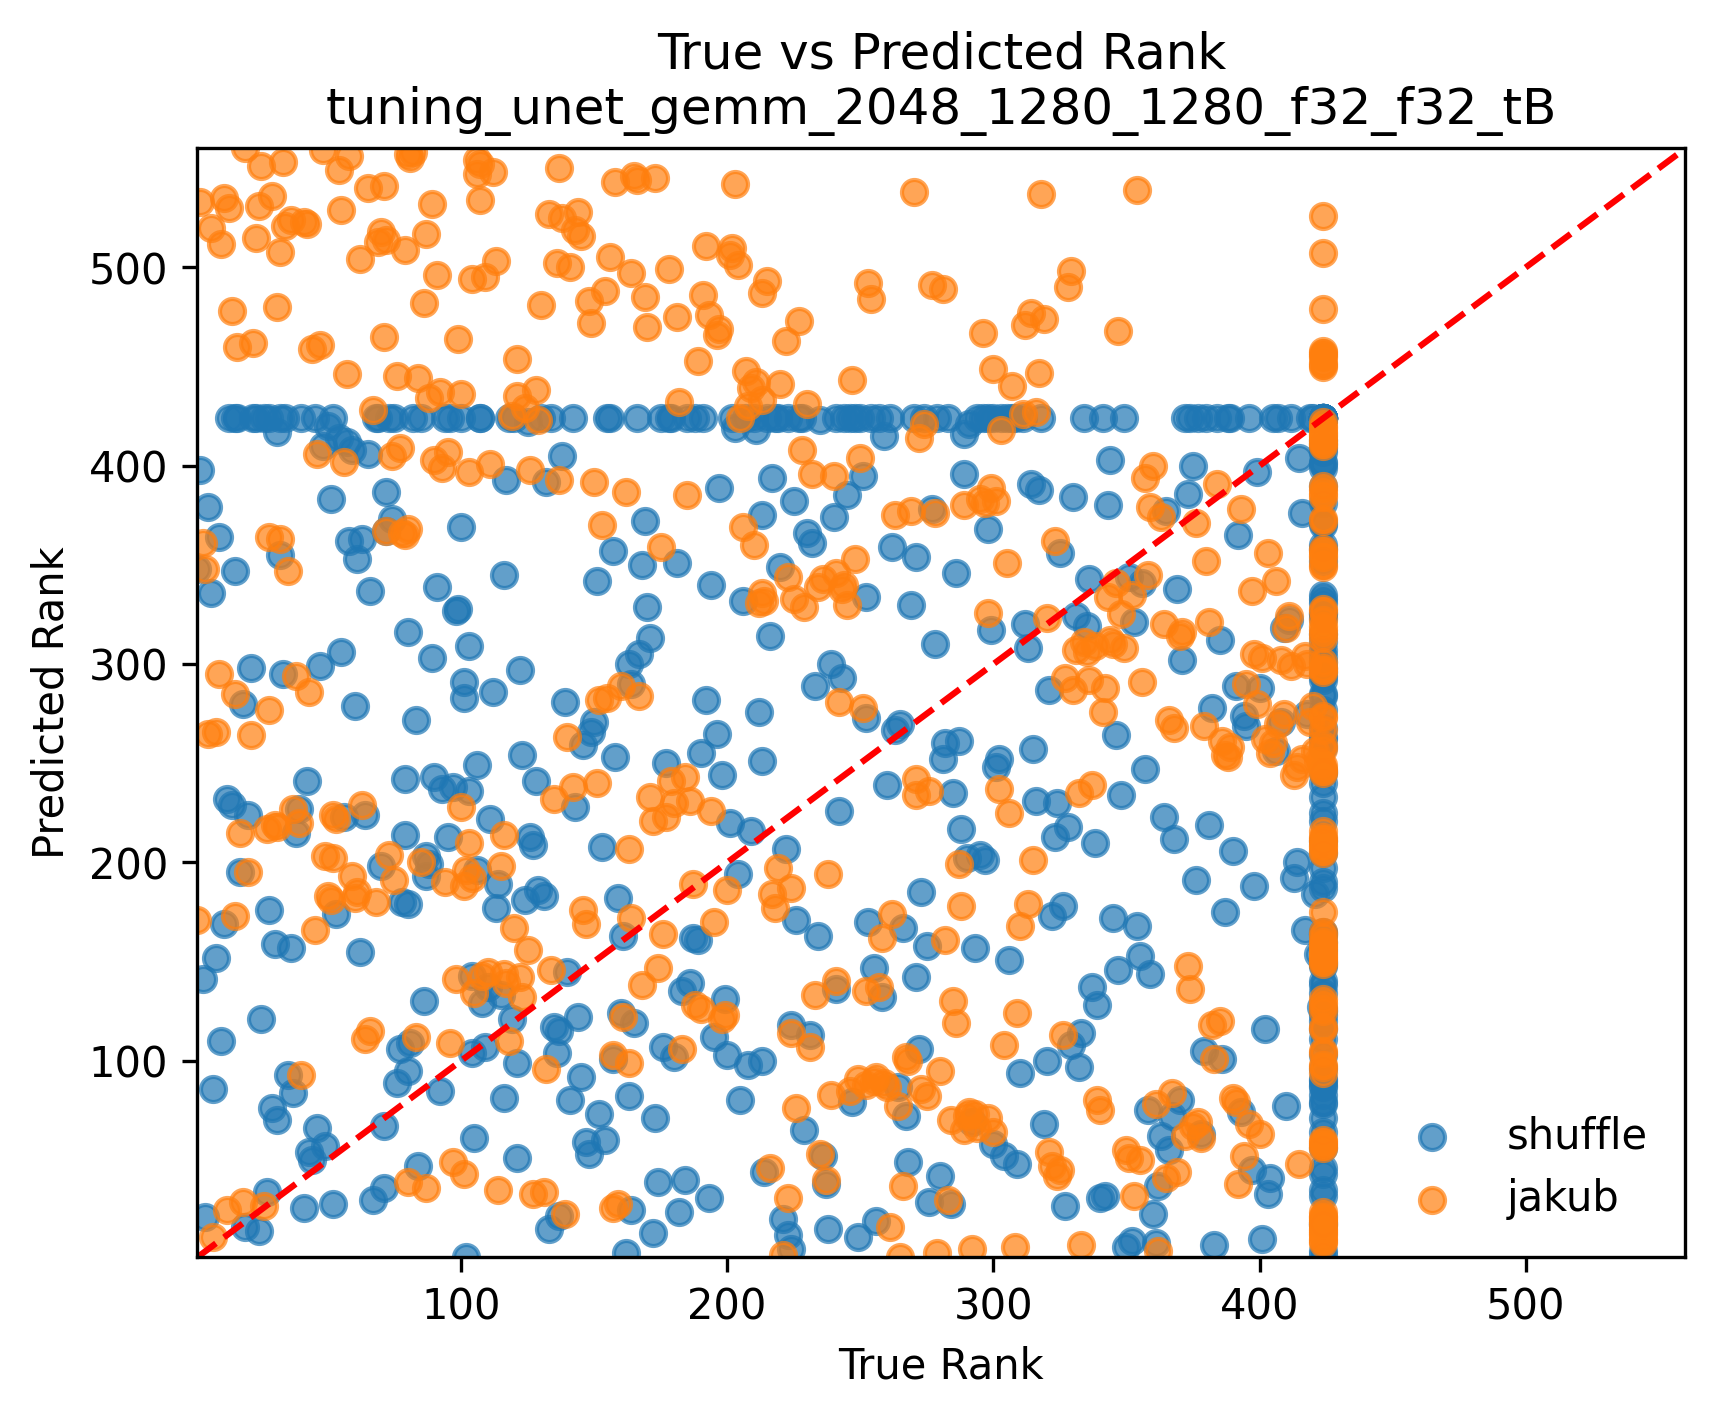 True vs Predicted Rank
tuning_unet_gemm_2048_1280_1280_f32_f32_tB
500
400
300
200
100
Predicted Rank
shuffle
jakub
100 200 300 400 500
True Rank